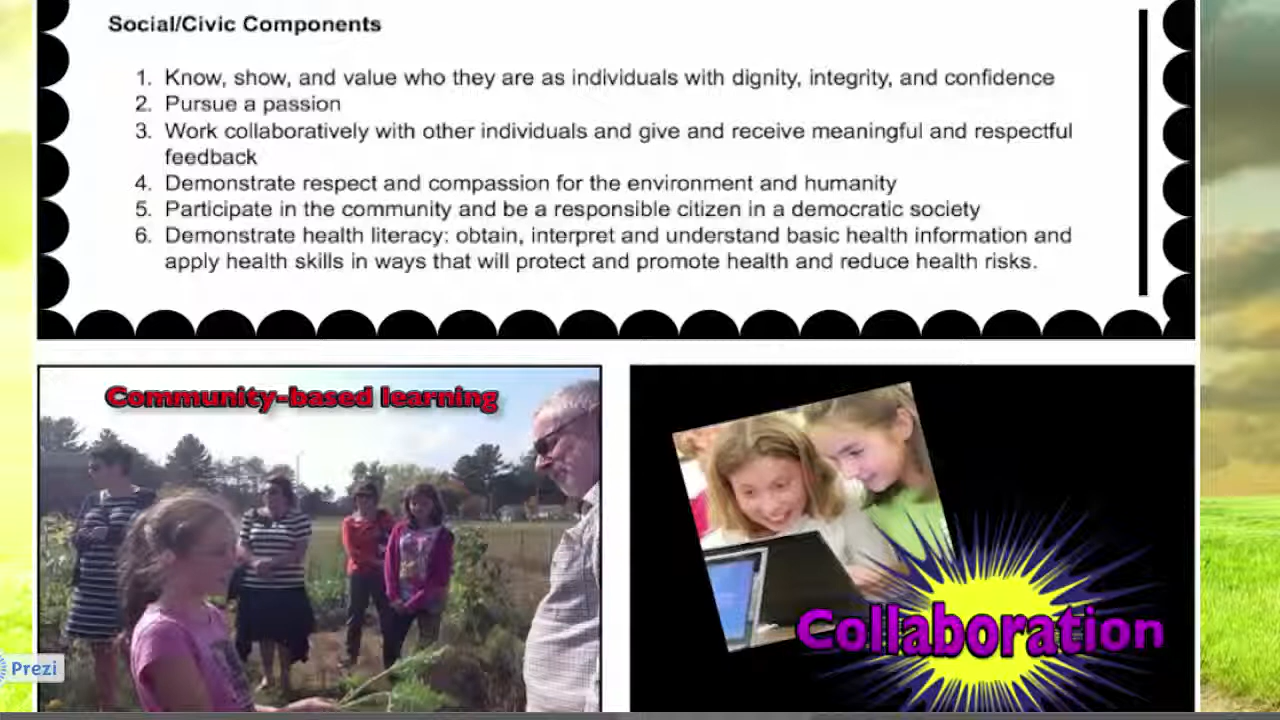 Social/Civic Components
1. Know, show, and value who they are as individuals with dignity, integrity, and confidence
2. Pursue a passion
3. Work collaboratively with other individuals and give and receive meaningful and respectful
feedback
4. Demonstrate respect and compassion for the environment and humanity
5. Participate in the community and be a responsible citizen in a democratic society
6. Demonstrate health literacy: obtain, interpret and understand basic health information and
apply health skills in ways that will protect and promote health and reduce health risks.
Community-based learning
Collaboration
Prezi